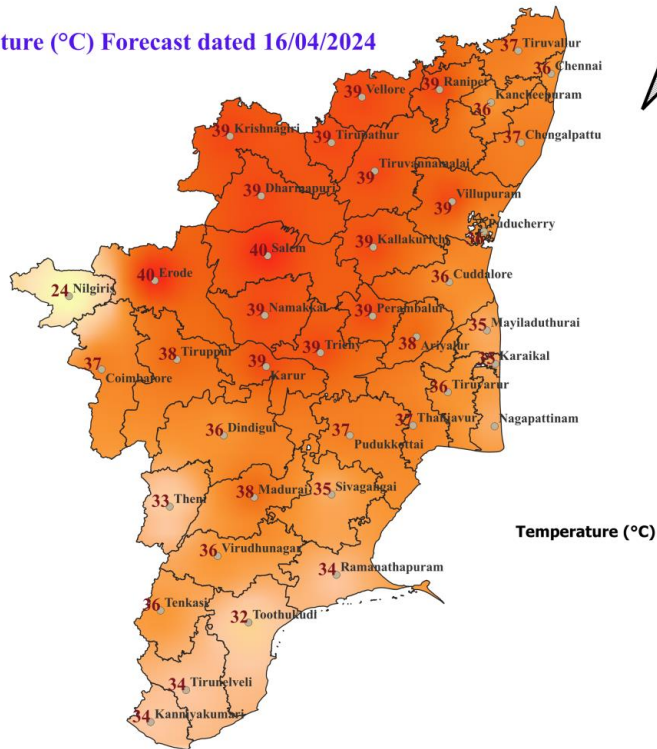 ture (°C) Forecast dated 16/04/2024
37 Tiruvallur
36 Chennai
39 Vellore
39 Ranipet
36 Kancheepuram
39 Krishnagiri
39 Tirupathur
37 Chengalpattu
39 Tiruvannamalai
39 Dharmapuri
39 Villupuram
Puducherry
40 Salem
39 Kallakurichi
40 Erode
36 Cuddalore
24 Nilgiris
39 Namakkal
39 Perambalur
35 Mayiladuthurai
38 Ariyalur
38 Tiruppur
39 Trichy
Karaikal
37 Coimbatore
39 Karur
36 Tiruvarur
37 Thanjavur
Nagapattinam
36 Dindigul
37 Pudukkottai
33 Theni
38 Madurai
35 Sivagangai
Temperature (°C)
36 Virudhunagar
34 Ramanathapuram
36 Tenkasi
32 Toothukudi
34 Tirunelveli
34 Kanniyakumari